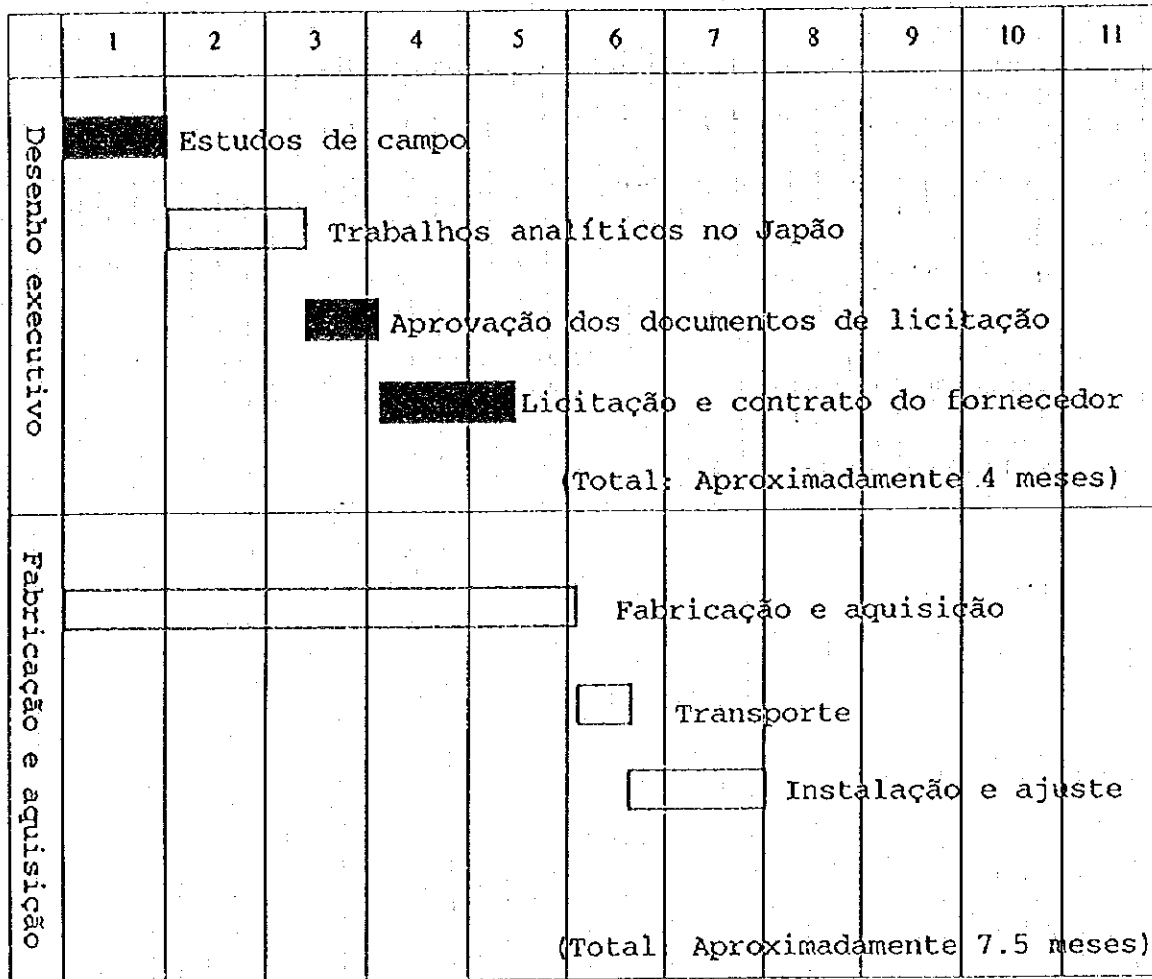 1 2 3 4 5 6 7 8 9 10 11
Desenho executivo
Estudos de campo
Trabalhos analíticos no Japão
Aprovação dos documentos de licitação
Licitação e contrato do fornecedor
(Total: Aproximadamente 4 meses)
Fabricação e aquisição
Fabricação e aquisição
Transporte
Instalação e ajuste
(Total: Aproximadamente 7.5 meses)